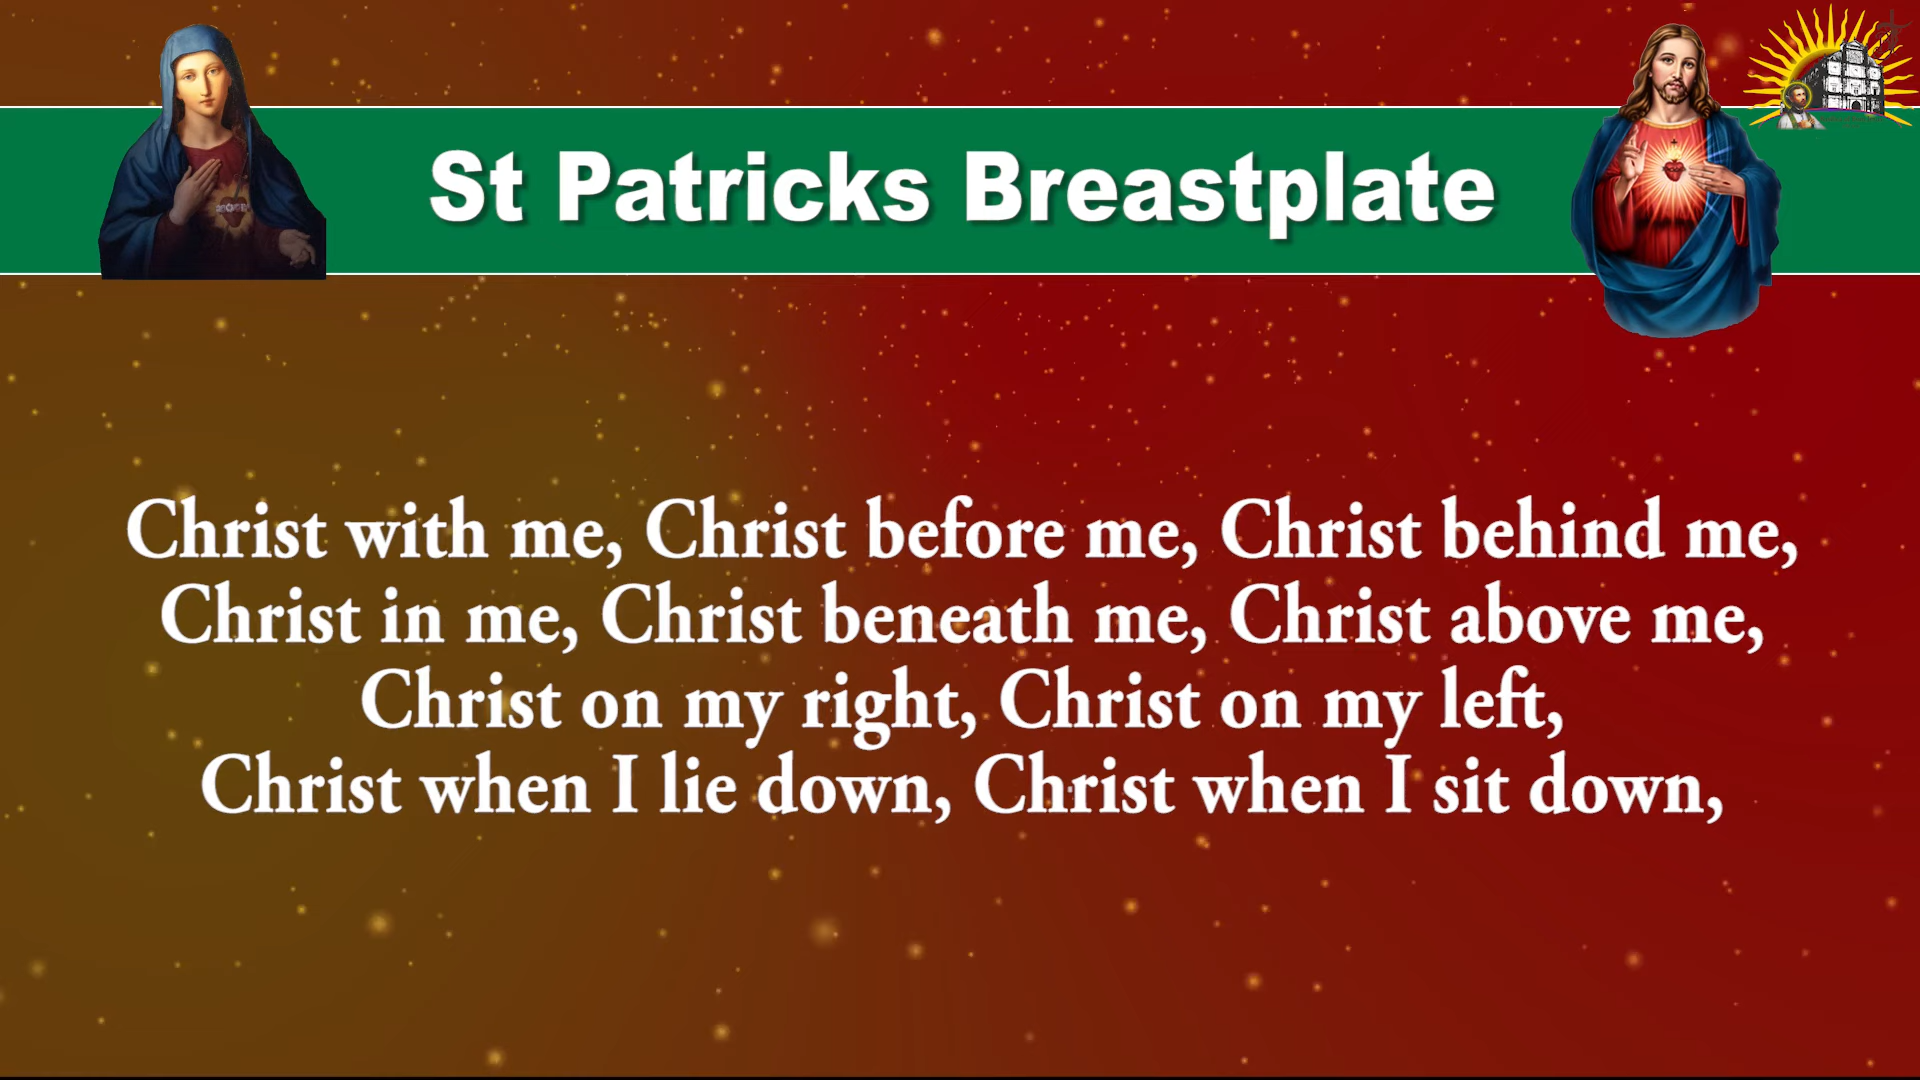 St Patricks Breastplate
Christ with me, Christ before me, Christ behind me,
Christ in me, Christ beneath me, Christ above me,
Christ on my right, Christ on my left,
Christ when I lie down, Christ when I sit down,